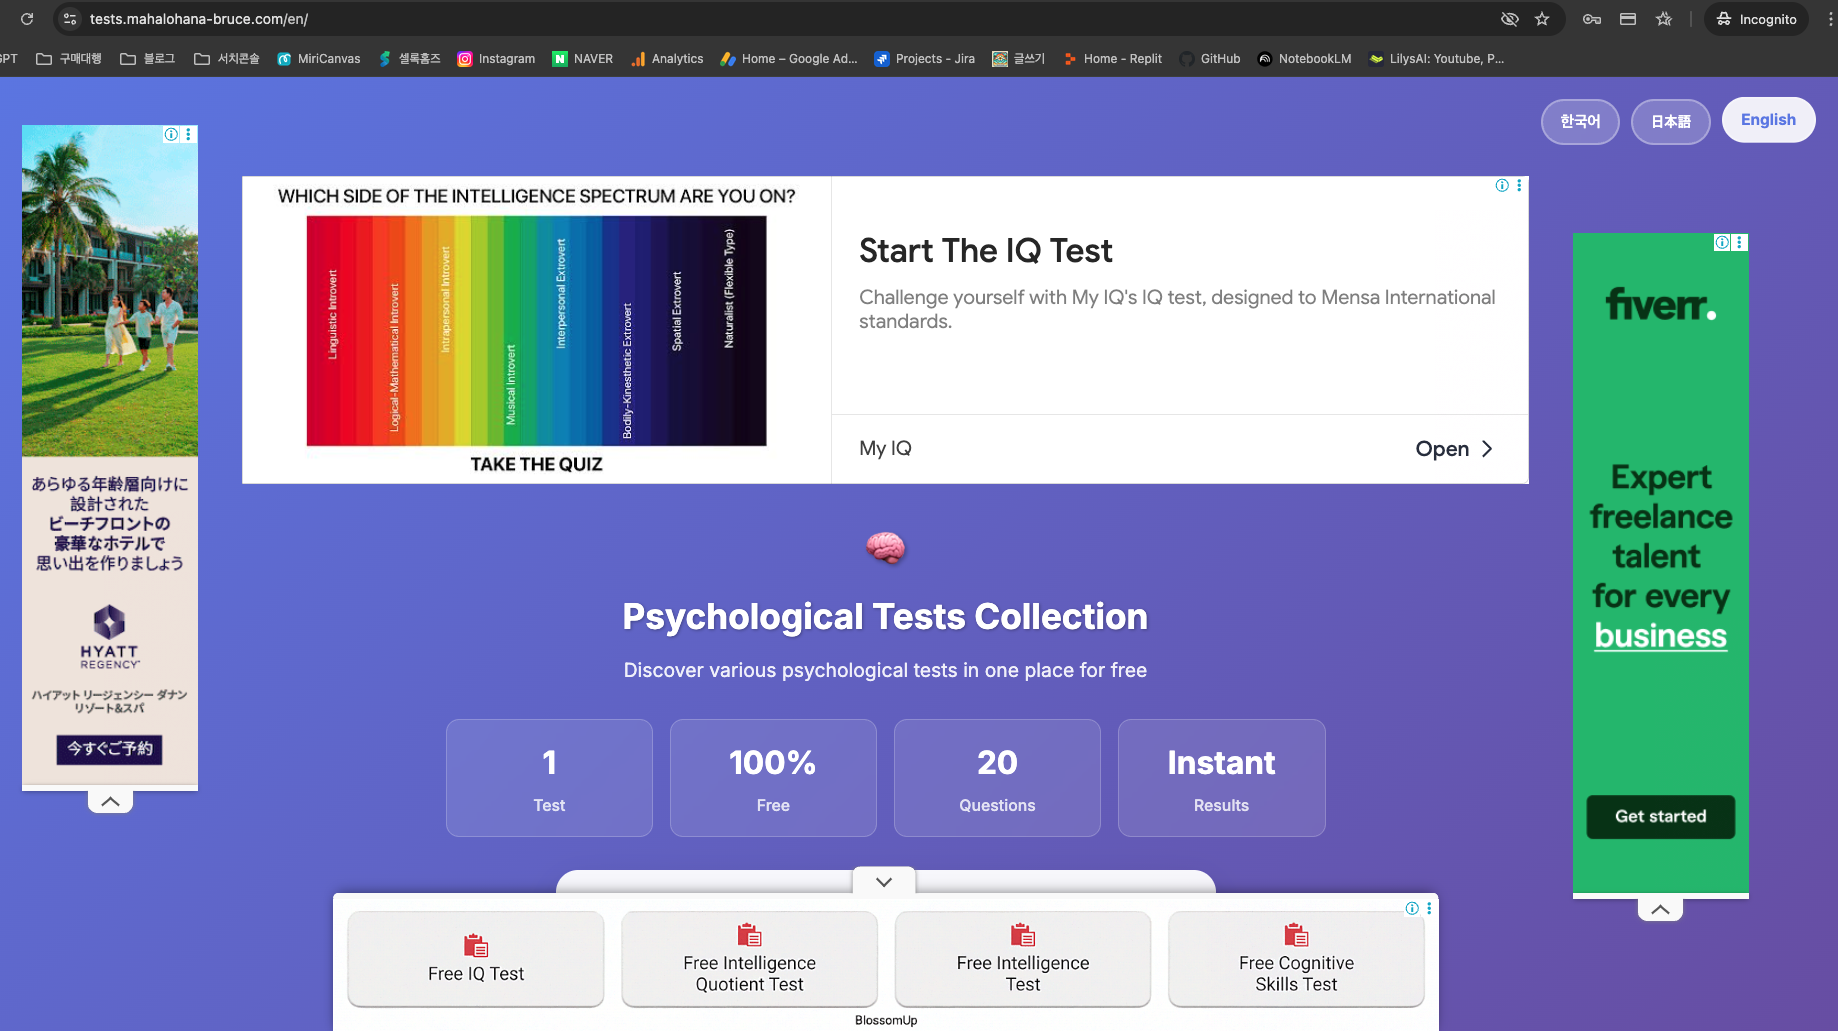 tests.mahalohana-bruce.com/en/
Incognito
GPT
구매대행
블로그
서치콘솔
MiriCanvas
셀록홈즈
Instagram
NAVER
Analytics
Home – Google Ad...
Projects - Jira
글쓰기
Home - Replit
GitHub
NotebookLM
LilysAI: Youtube, P...
한국어
日本語
English
WHICH SIDE OF THE INTELLIGENCE SPECTRUM ARE YOU ON?
Linguistic Introvert
Logical-Mathematical Introvert
Intrapersonal Introvert
Musical Introvert
Interpersonal Extrovert
Bodily-Kinesthetic Extrovert
Spatial Extrovert
Naturalist (Flexible Type)
TAKE THE QUIZ
Start The IQ Test
Challenge yourself with My IQ's IQ test, designed to Mensa International
standards.
My IQ
Open
あらゆる年齢層向けに
設計された
ビーチフロントの
豪華なホテルで
思い出を作りましょう
HYATT
REGENCY
ハイアット リージェンシー ダナン
リゾート&スパ
今すぐご予約
fiverr.
Expert
freelance
talent
for every
business
Get started
Psychological Tests Collection
Discover various psychological tests in one place for free
1
Test
100%
Free
20
Questions
Instant
Results
Free IQ Test
Free Intelligence
Quotient Test
Free Intelligence
Test
Free Cognitive
Skills Test
BlossomUp